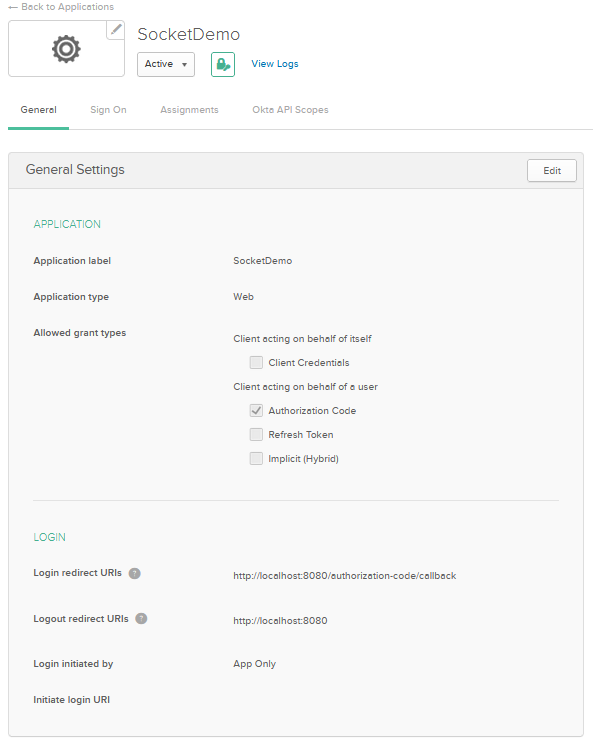 ← Back to Applications
SocketDemo
Active
View Logs
General Sign On Assignments Okta API Scopes
General Settings Edit
APPLICATION
Application label SocketDemo
Application type Web
Allowed grant types
Client acting on behalf of itself
Client Credentials
Client acting on behalf of a user
Authorization Code
Refresh Token
Implicit (Hybrid)
LOGIN
Login redirect URIs ? http://localhost:8080/authorization-code/callback
Logout redirect URIs ? http://localhost:8080
Login initiated by App Only
Initiate login URI